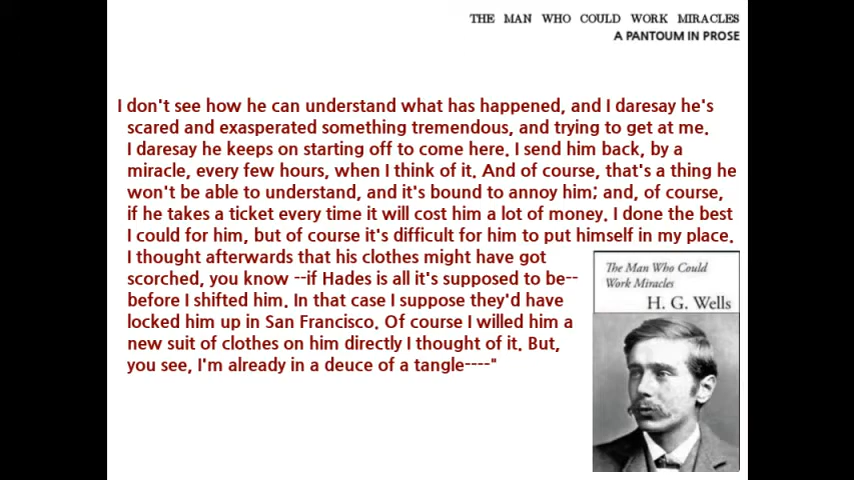 THE MAN WHO COULD WORK MIRACLES
A PANTOUM IN PROSE
I don't see how he can understand what has happened, and I daresay he's
scared and exasperated something tremendous, and trying to get at me.
I daresay he keeps on starting off to come here. I send him back, by a
miracle, every few hours, when I think of it. And of course, that's a thing he
won't be able to understand, and it's bound to annoy him; and, of course,
if he takes a ticket every time it will cost him a lot of money. I done the best
I could for him, but of course it's difficult for him to put himself in my place.
I thought afterwards that his clothes might have got
scorched, you know --if Hades is all it's supposed to be--
before I shifted him. In that case I suppose they'd have
locked him up in San Francisco. Of course I willed him a
new suit of clothes on him directly I thought of it. But,
you see, I'm already in a deuce of a tangle----"
The Man Who Could
Work Miracles
H. G. Wells